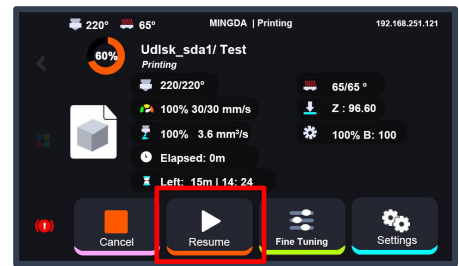 220° 65° MINGDA | Printing 192.168.251.121
60% Udlsk_sda1/ Test
Printing
220/220° 65/65 °
100% 30/30 mm/s Z : 96.60
100% 3.6 mm³/s 100% B: 100
Elapsed: 0m
Left: 15m | 14: 24
Cancel Resume Fine Tuning Settings